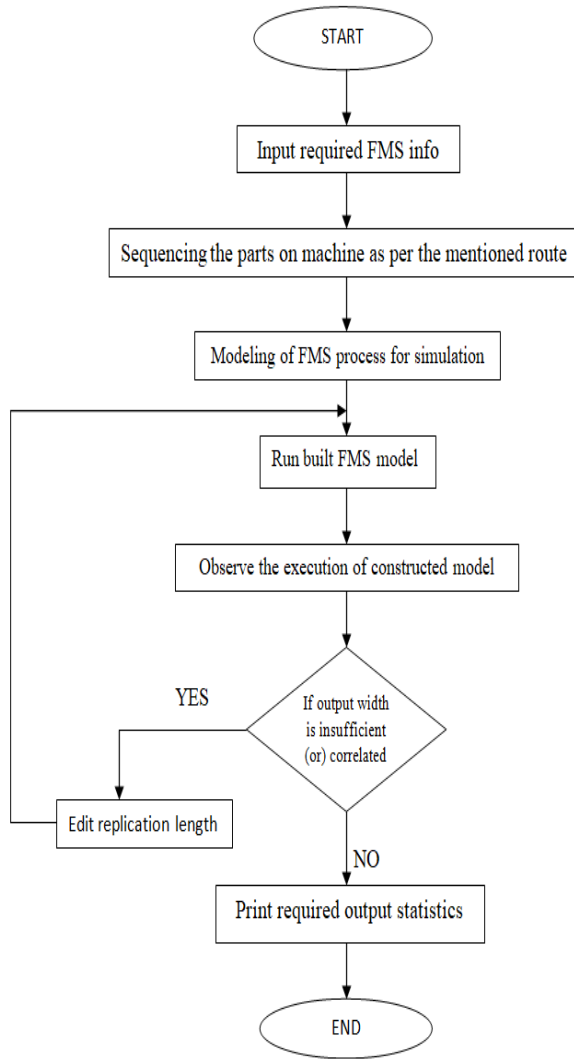 START
Input required FMS info
Sequencing the parts on machine as per the mentioned route
Modeling of FMS process for simulation
Run built FMS model
Observe the execution of constructed model
If output width
is insufficient
(or) correlated
YES
Edit replication length
NO
Print required output statistics
END